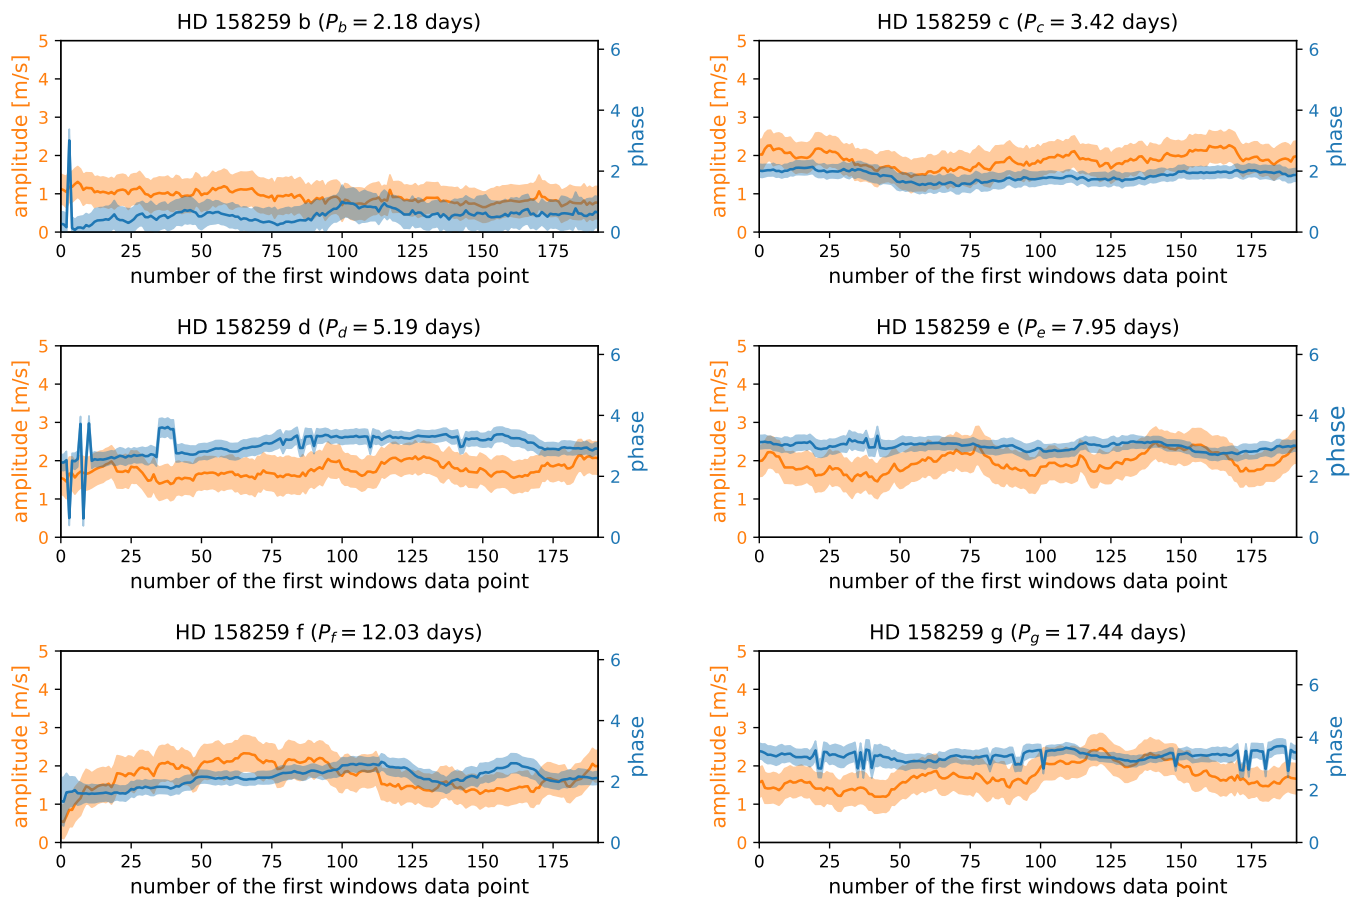 HD 158259 b (P_b = 2.18 days)
5
4
3
2
1
0
amplitude [m/s]
6
4
2
0
phase
0 25 50 75 100 125 150 175
number of the first windows data point
HD 158259 c (P_c = 3.42 days)
5
4
3
2
1
0
amplitude [m/s]
6
4
2
0
phase
0 25 50 75 100 125 150 175
number of the first windows data point
HD 158259 d (P_d = 5.19 days)
5
4
3
2
1
0
amplitude [m/s]
6
4
2
0
phase
0 25 50 75 100 125 150 175
number of the first windows data point
HD 158259 e (P_e = 7.95 days)
5
4
3
2
1
0
amplitude [m/s]
6
4
2
0
phase
0 25 50 75 100 125 150 175
number of the first windows data point
HD 158259 f (P_f = 12.03 days)
5
4
3
2
1
0
amplitude [m/s]
6
4
2
0
phase
0 25 50 75 100 125 150 175
number of the first windows data point
HD 158259 g (P_g = 17.44 days)
5
4
3
2
1
0
amplitude [m/s]
6
4
2
0
phase
0 25 50 75 100 125 150 175
number of the first windows data point